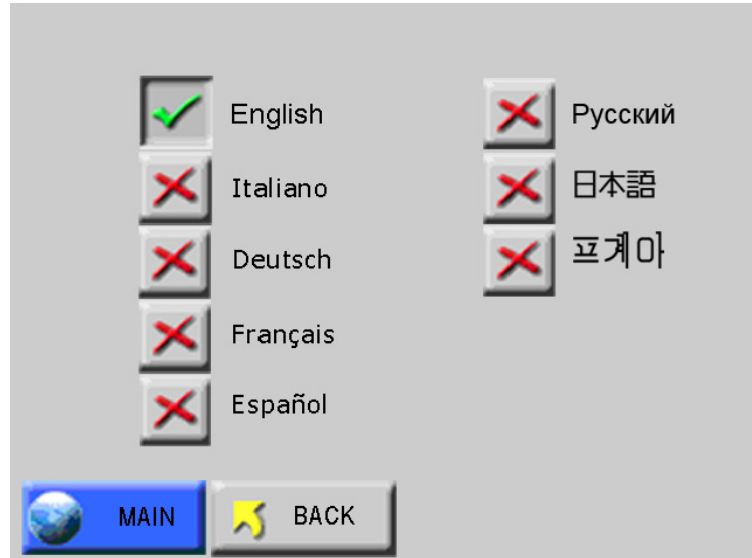 English
Italiano
Deutsch
Français
Español
Русский
日本語
프계아
MAIN
BACK